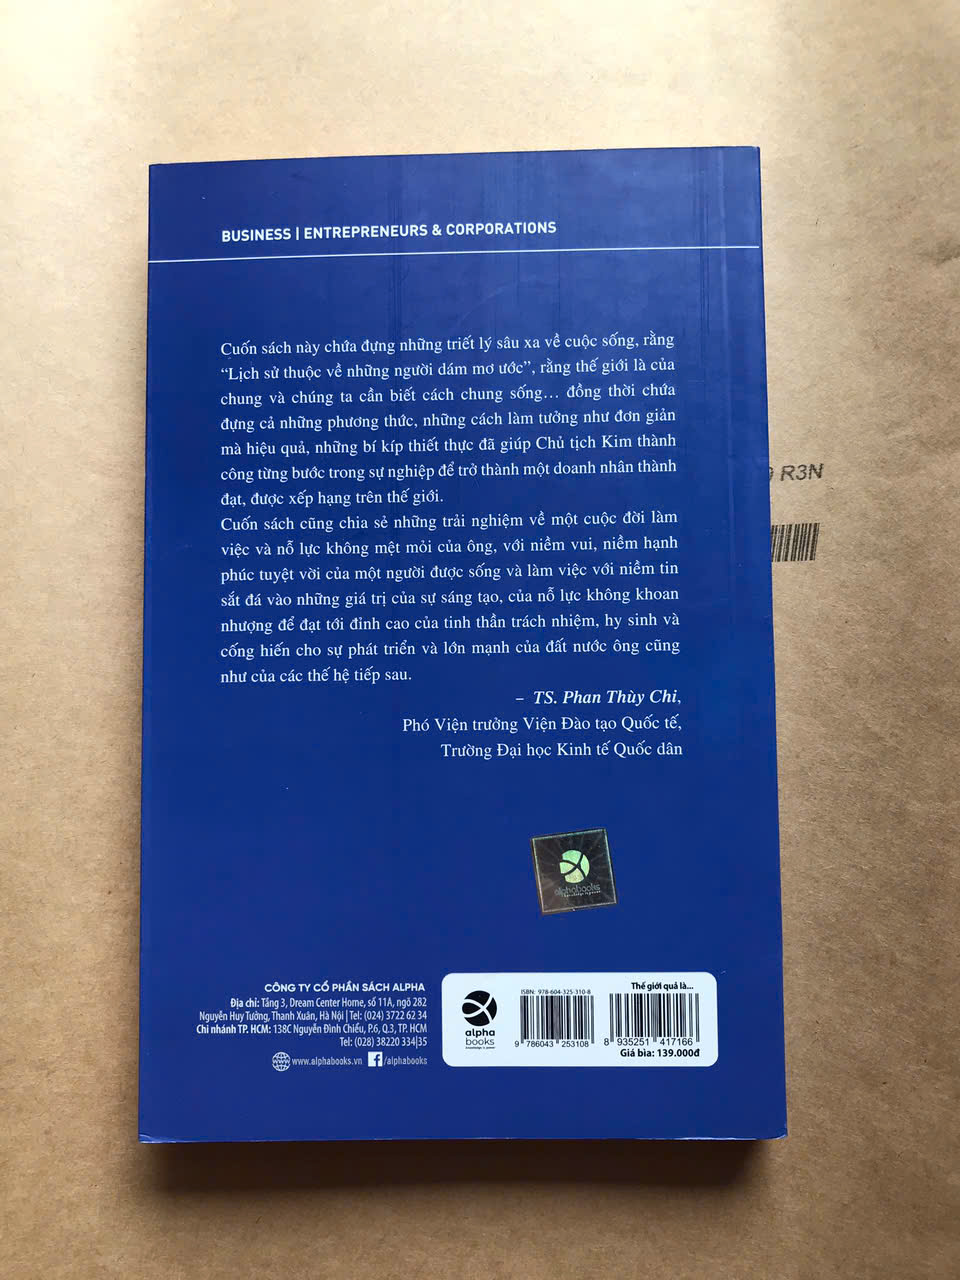 BUSINESS | ENTREPRENEURS & CORPORATIONS
Cuốn sách này chứa đựng những triết lý sâu xa về cuộc sống, rằng
“Lịch sử thuộc về những người dám mơ ước”, rằng thế giới là của
chung và chúng ta cần biết cách chung sống... đồng thời chứa
đựng cả những phương thức, những cách làm tưởng như đơn giản
mà hiệu quả, những bí kíp thiết thực đã giúp Chủ tịch Kim thành
công từng bước trong sự nghiệp để trở thành một doanh nhân thành
đạt, được xếp hạng trên thế giới.
R3N
Cuốn sách cũng chia sẻ những trải nghiệm về một cuộc đời làm
việc và nỗ lực không mệt mỏi của ông, với niềm vui, niềm hạnh
phúc tuyệt vời của một người được sống và làm việc với niềm tin
sắt đá vào những giá trị của sự sáng tạo, của nỗ lực không khoan
nhượng để đạt tới đỉnh cao của tinh thần trách nhiệm, hy sinh và
cống hiến cho sự phát triển và lớn mạnh của đất nước ông cũng
như của các thế hệ tiếp sau.
– TS. Phan Thùy Chi,
Phó Viện trưởng Viện Đào tạo Quốc tế,
Trường Đại học Kinh tế Quốc dân
alphabooks
CÔNG TY CỔ PHẦN SÁCH ALPHA
Địa chỉ: Tầng 3, Dream Center Home, số 11A, ngõ 282
Nguyễn Huy Tưởng, Thanh Xuân, Hà Nội | Tel: (024) 3722 62 34
Chi nhánh TP. HCM: 138C Nguyễn Đình Chiểu, P.6, Q.3, TP. HCM
Tel: (028) 38220 334|35
www.alphabooks.vn f/alphabooks
alpha
books
knowledge is power
ISBN: 978-604-325-310-8
9 786043 253108
Thế giới quả là...
8 935251 417166
Giá bìa: 139.000đ